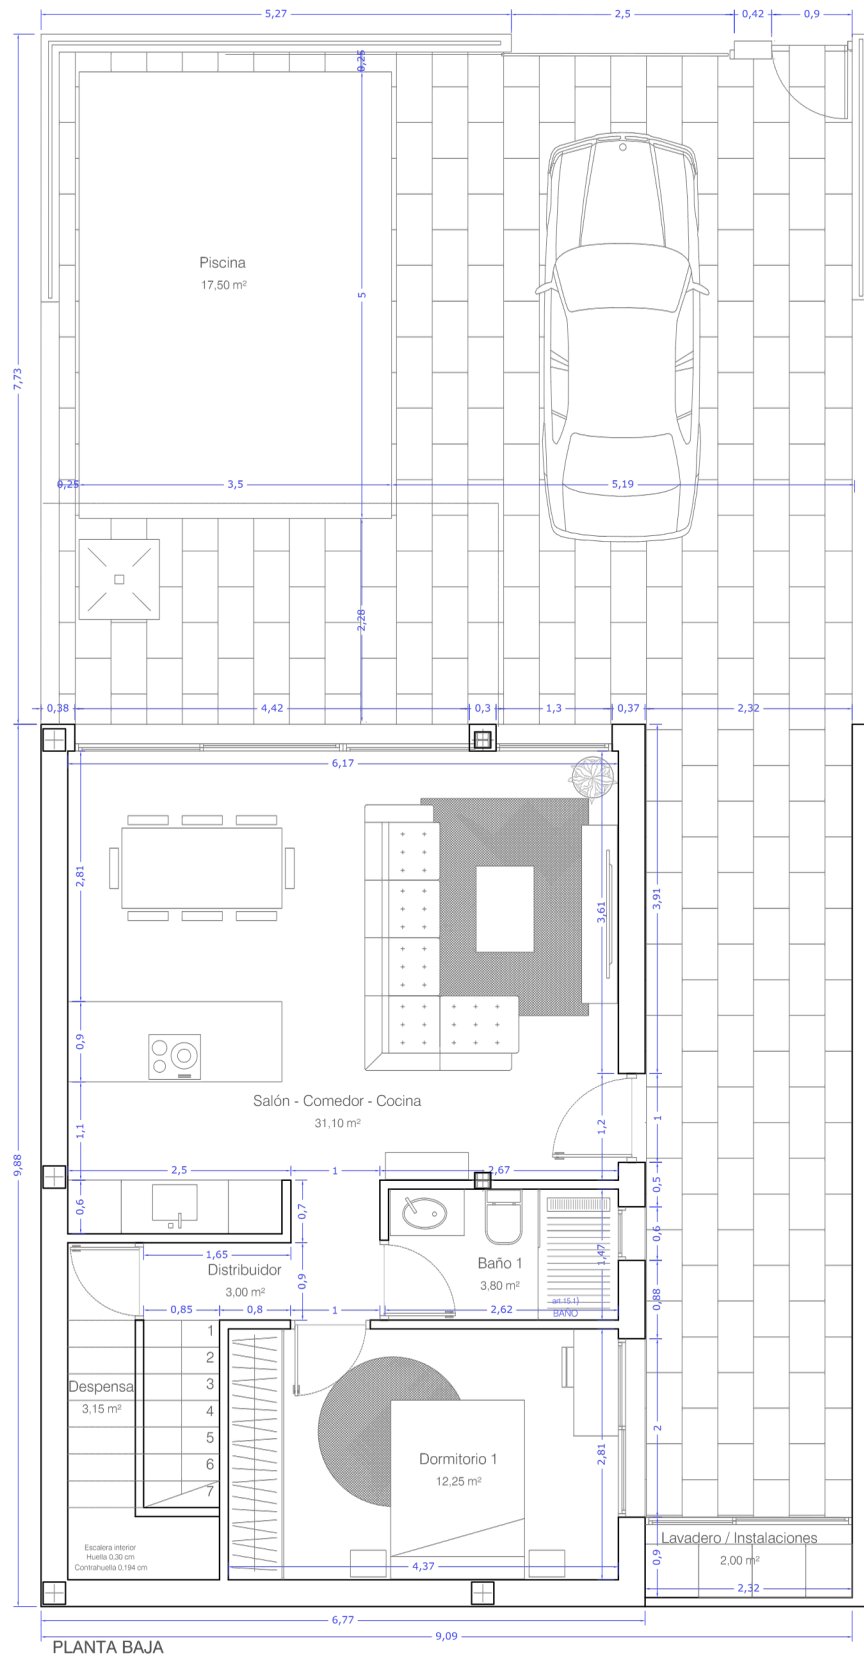 5,27
2,5
0,42
0,9
0,25
Piscina
17,50 m²
5
7,73
0,25
3,5
5,19
2,28
0,38
4,42
0,3
1,3
0,37
2,32
6,17
2,81
3,61
3,91
0,9
Salón - Comedor - Cocina
31,10 m²
1,1
1,2
1
9,88
2,5
1
2,67
0,5
0,6
0,7
0,6
1,65
Distribuidor
3,00 m²
0,9
Baño 1
3,80 m²
1,47
0,88
art.15.1)
BAÑO
0,85
0,8
1
2,62
1
2
3
4
5
6
7
Despensa
3,15 m²
Dormitorio 1
12,25 m²
2,81
2
Escalera interior
Huella 0,30 cm
Contrahuella 0,194 cm
Lavadero / Instalaciones
2,00 m²
0,9
4,37
2,32
6,77
9,09
PLANTA BAJA